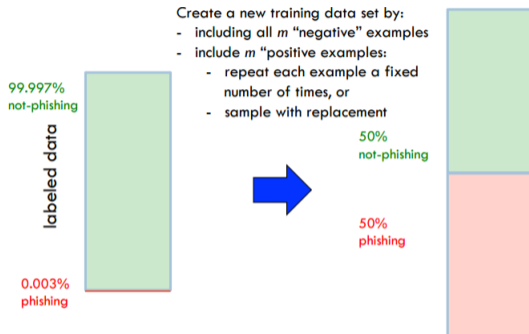 Create a new training data set by:
- including all m “negative” examples
- include m “positive examples:
- repeat each example a fixed
number of times, or
- sample with replacement
99.997%
not-phishing
labeled data
0.003%
phishing
50%
not-phishing
50%
phishing